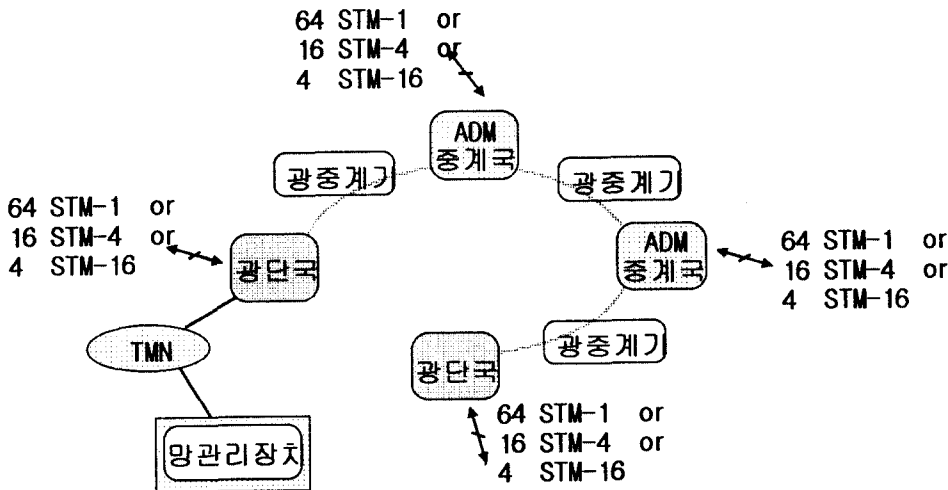 64 STM-1 or
16 STM-4 or
4 STM-16
ADM
중계국
광중계기
광중계기
64 STM-1 or
16 STM-4 or
4 STM-16
광단국
ADM
중계국
64 STM-1 or
16 STM-4 or
4 STM-16
TMN
광중계기
광단국
64 STM-1 or
16 STM-4 or
4 STM-16
망관리장치